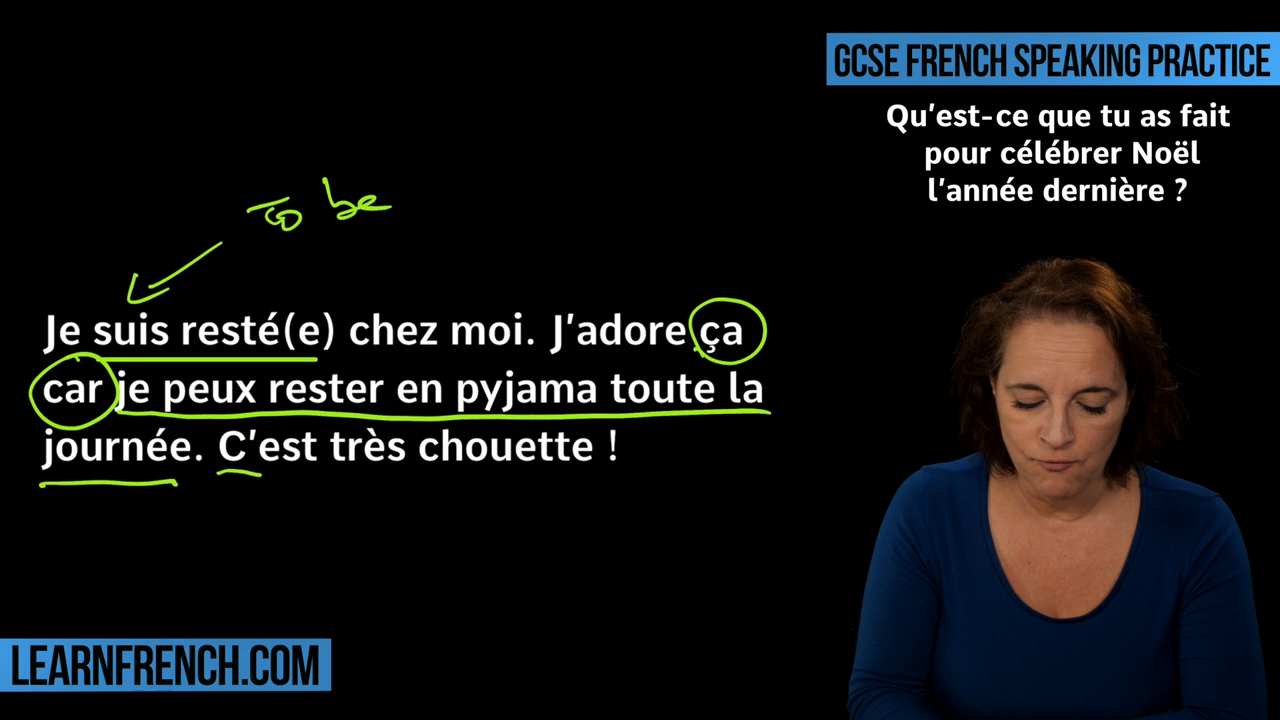 GCSE FRENCH SPEAKING PRACTICE
Qu'est-ce que tu as fait
pour célébrer Noël
l'année dernière ?
To be
Je suis resté(e) chez moi. J'adore ça
car je peux rester en pyjama toute la
journée. C'est très chouette !
LEARNFRENCH.COM